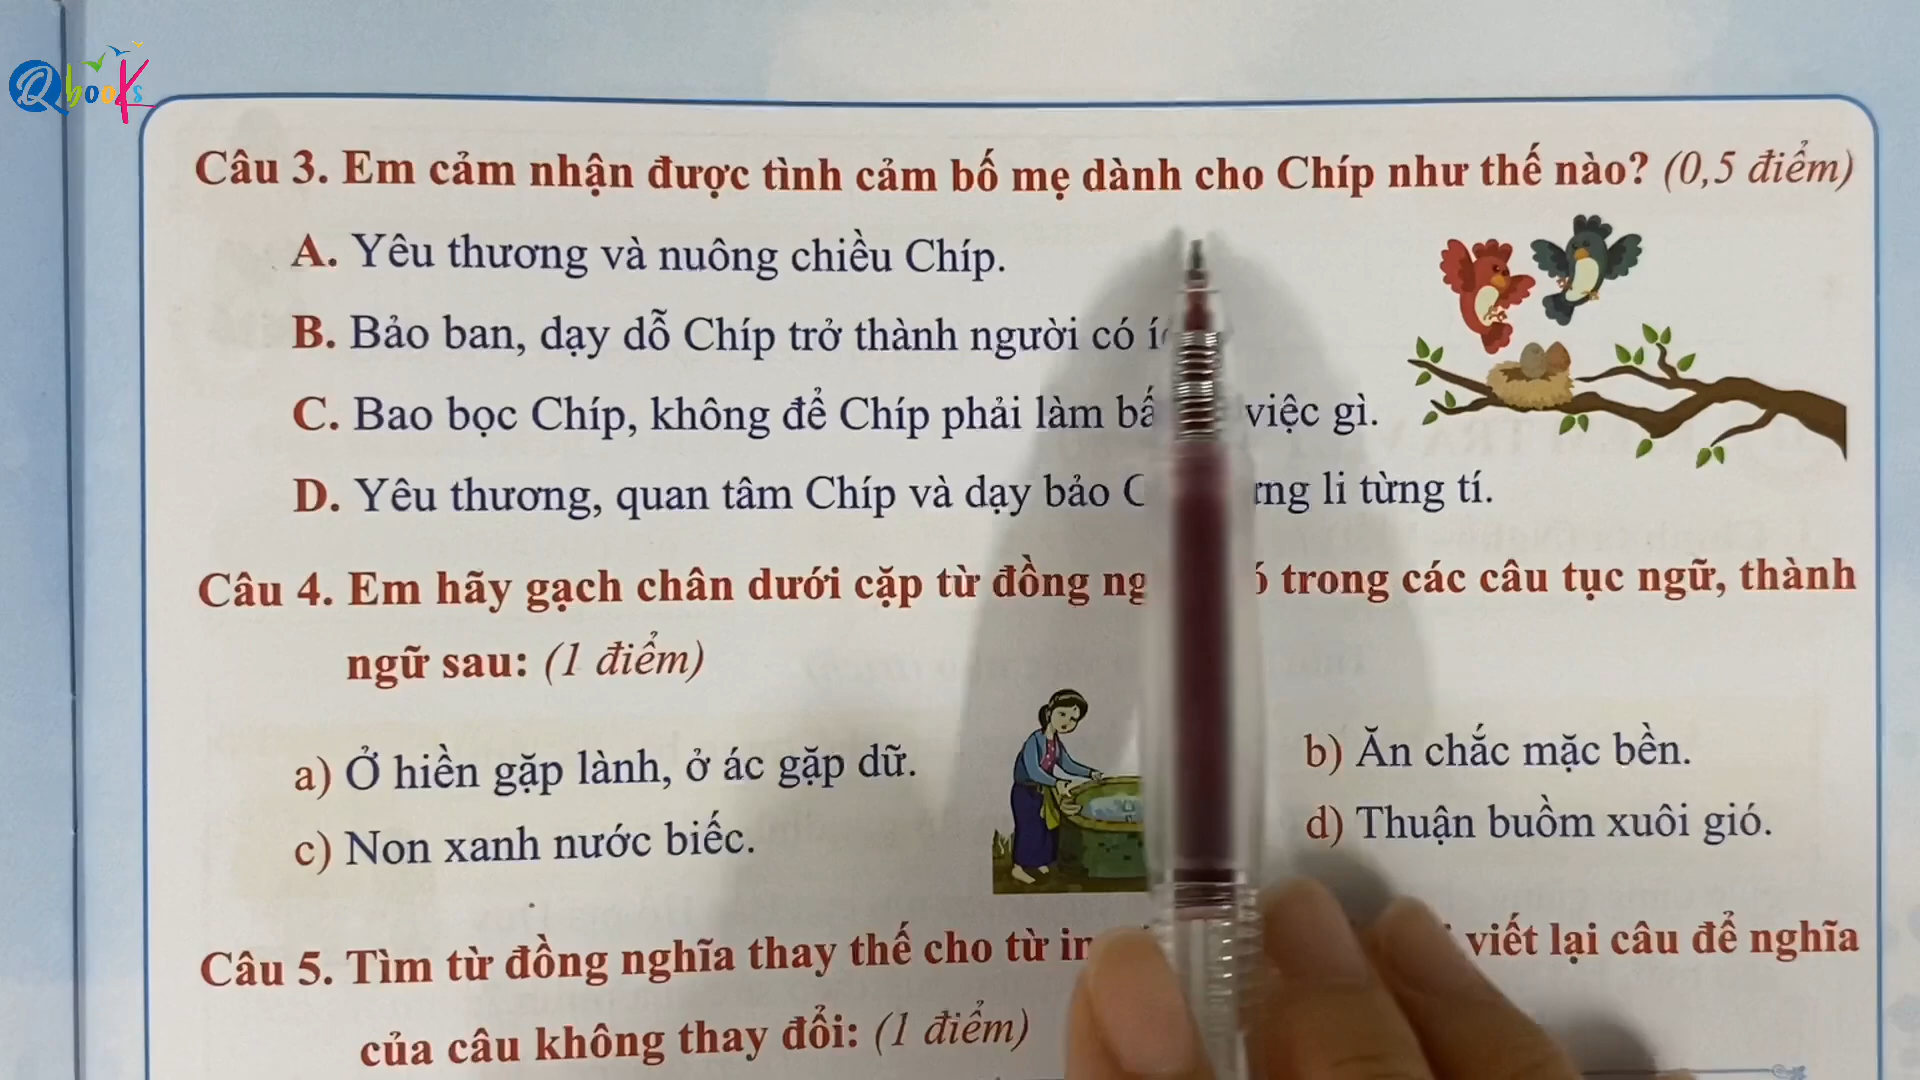 Qbooks
Câu 3. Em cảm nhận được tình cảm bố mẹ dành cho Chíp như thế nào? (0,5 điểm)
A. Yêu thương và nuông chiều Chíp.
B. Bảo ban, dạy dỗ Chíp trở thành người có
C. Bao bọc Chíp, không để Chíp phải làm việc gì.
D. Yêu thương, quan tâm Chíp và dạy bảo li từng tí.
Câu 4. Em hãy gạch chân dưới cặp từ đồng trong các câu tục ngữ, thành
ngữ sau: (1 điểm)
a) Ở hiền gặp lành, ở ác gặp dữ.
b) Ăn chắc mặc bền.
c) Non xanh nước biếc.
d) Thuận buồm xuôi gió.
Câu 5. Tìm từ đồng nghĩa thay thế cho từ viết lại câu để nghĩa
của câu không thay đổi: (1 điểm)